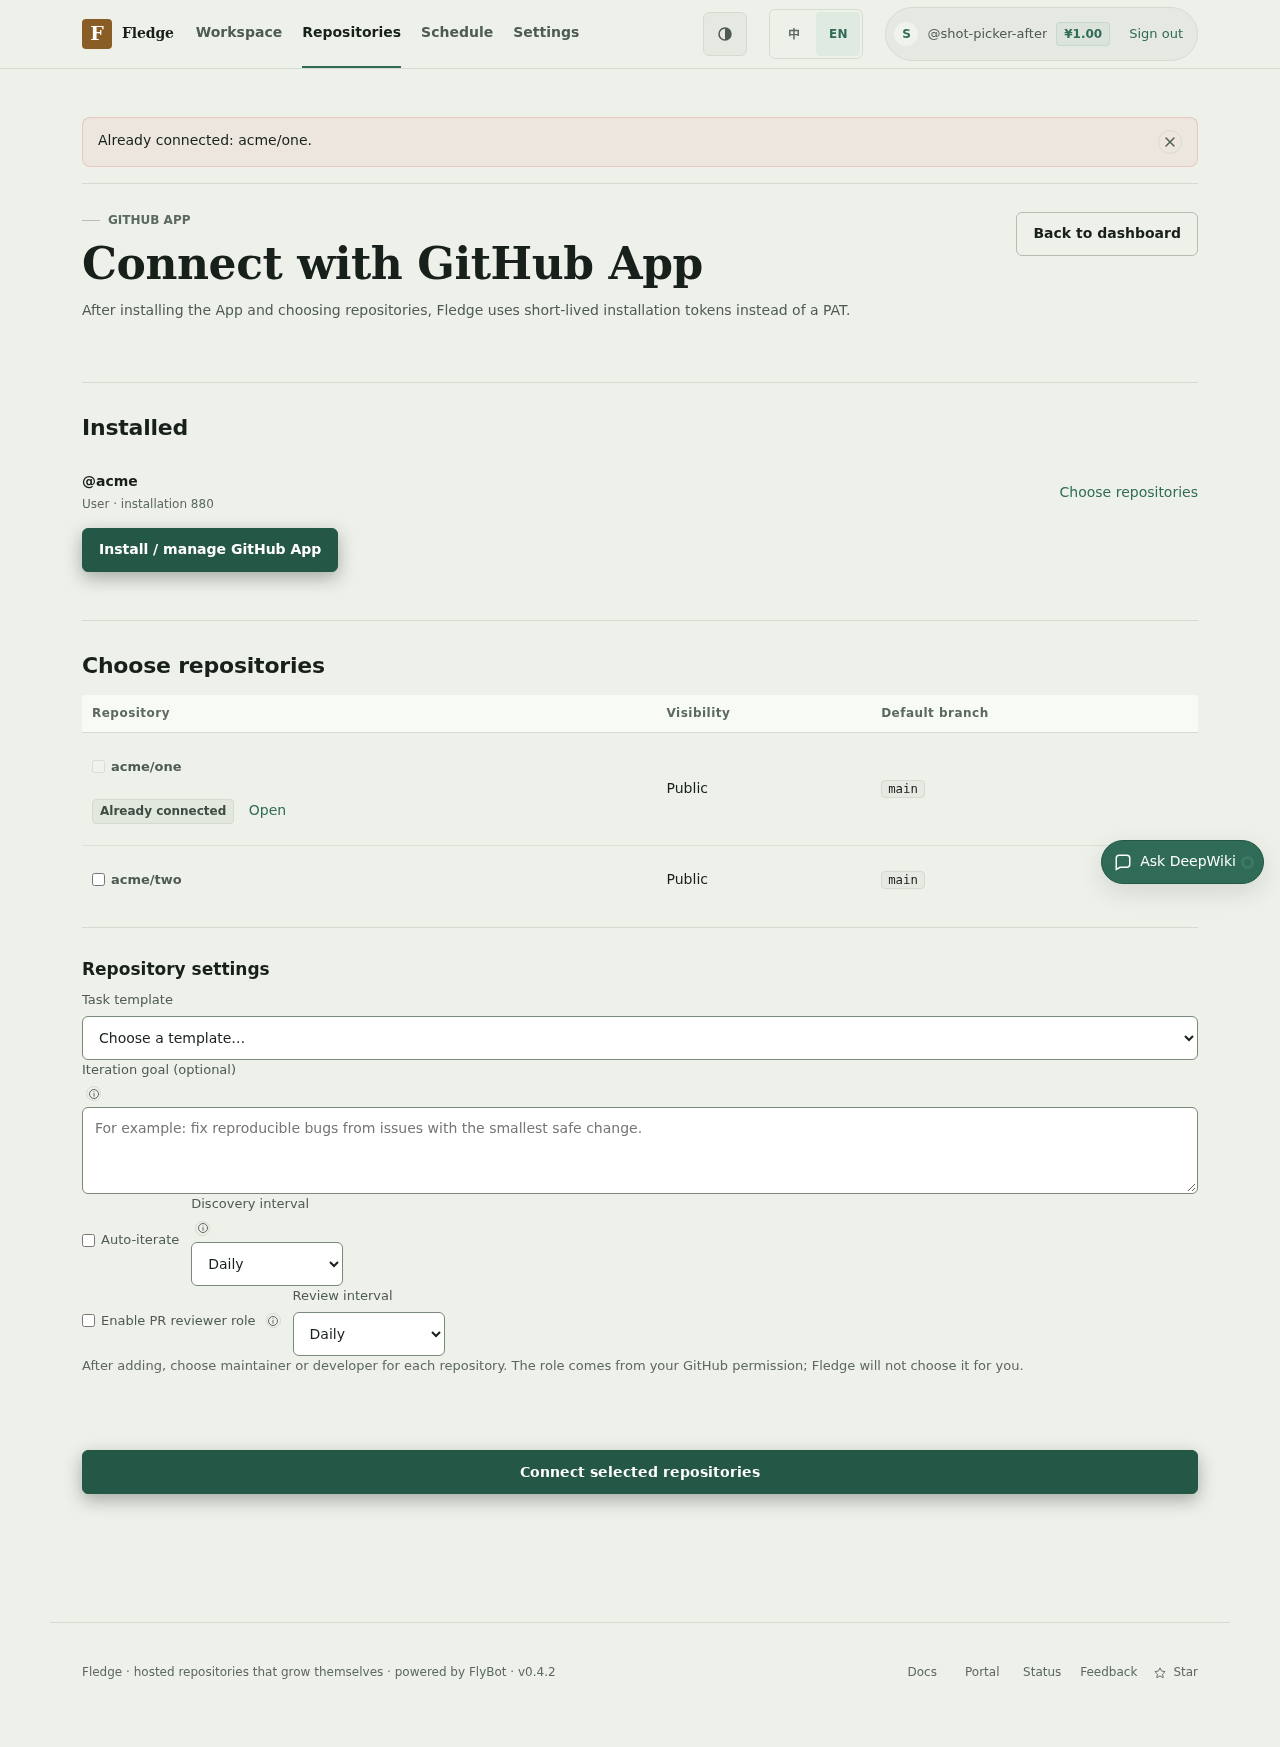 F Fledge Workspace Repositories Schedule Settings 中 EN S @shot-picker-after ¥1.00 Sign out
Already connected: acme/one.
GITHUB APP
Back to dashboard
Connect with GitHub App
After installing the App and choosing repositories, Fledge uses short-lived installation tokens instead of a PAT.
Installed
@acme
User · installation 880
Choose repositories
Install / manage GitHub App
Choose repositories
Repository Visibility Default branch
acme/one
Public main
Already connected Open
Ask DeepWiki
acme/two Public main
Repository settings
Task template
Choose a template…
Iteration goal (optional)
For example: fix reproducible bugs from issues with the smallest safe change.
Discovery interval
Auto-iterate
Daily
Review interval
Enable PR reviewer role
Daily
After adding, choose maintainer or developer for each repository. The role comes from your GitHub permission; Fledge will not choose it for you.
Connect selected repositories
Fledge · hosted repositories that grow themselves · powered by FlyBot · v0.4.2 Docs Portal Status Feedback Star